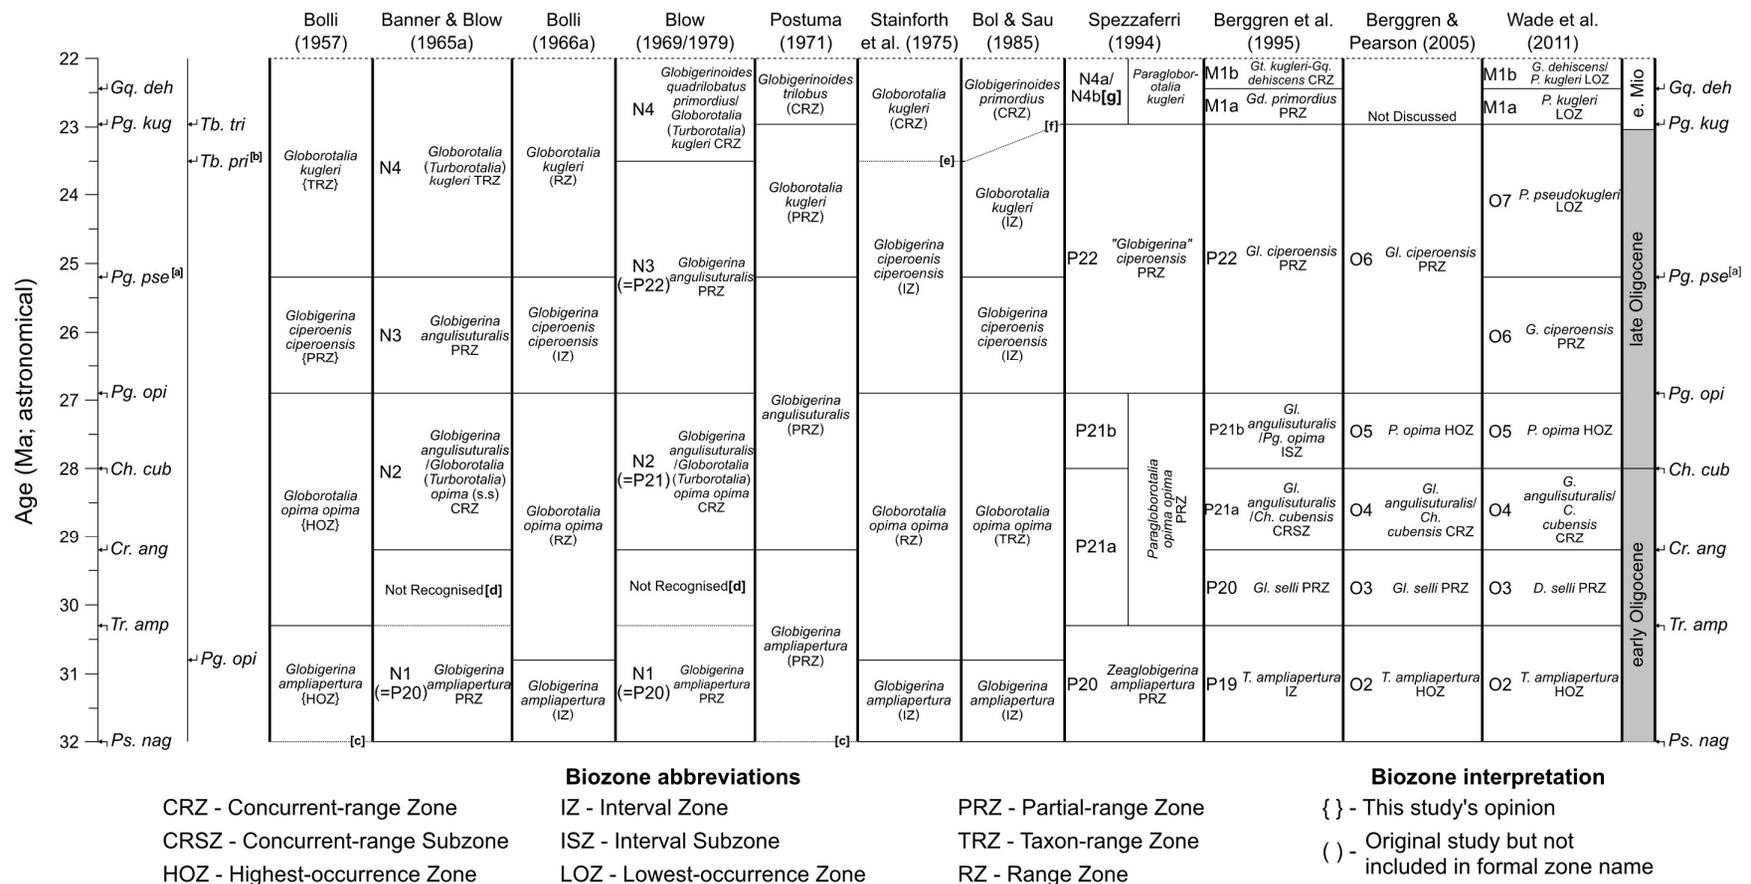 Bolli
(1957)
Banner & Blow
(1965a)
Bolli
(1966a)
Blow
(1969/1979)
Postuma
(1971)
Stainforth
et al. (1975)
Bol & Sau
(1985)
Spezzaferri
(1994)
Berggren et al.
(1995)
Berggren &
Pearson (2005)
Wade et al.
(2011)
Age (Ma; astronomical)
22
23
24
25
26
27
28
29
30
31
32
Gq. deh
Pg. kug
Pg. pse[a]
Pg. opi
Ch. cub
Cr. ang
Tr. amp
Ps. nag
Tb. tri
Tb. pri[b]
Pg. opi
Globorotalia
kugleri
{TRZ}
Globigerina
ciperoenis
ciperoensis
{PRZ}
Globorotalia
opima opima
{HOZ}
Globigerina
ampliapertura
{HOZ}
[c]
N4
Globorotalia
(Turborotalia)
kugleri TRZ
N3
Globigerina
angulisuturalis
PRZ
N2
Globigerina
angulisuturalis
/Globorotalia
(Turborotalia)
opima (s.s)
CRZ
Not Recognised[d]
N1
(=P20)
Globigerina
ampliapertura
PRZ
Globorotalia
kugleri
(RZ)
Globigerina
ciperoenis
ciperoensis
(IZ)
Globorotalia
opima opima
(RZ)
Globigerina
ampliapertura
(IZ)
N4
Globigerinoides
quadrilobatus
primordius/
Globorotalia
(Turborotalia)
kugleri CRZ
N3
(=P22)
Globigerina
angulisuturalis
PRZ
N2
(=P21)
Globigerina
angulisuturalis
/Globorotalia
(Turborotalia)
opima opima
CRZ
Not Recognised[d]
N1
(=P20)
Globigerina
ampliapertura
PRZ
Globigerinoides
trilobus
(CRZ)
Globorotalia
kugleri
(PRZ)
Globigerina
angulisuturalis
(PRZ)
Globigerina
ampliapertura
(PRZ)
[c]
Globorotalia
kugleri
(CRZ)
[e]
Globigerina
ciperoensis
ciperoensis
(IZ)
Globorotalia
opima opima
(RZ)
Globigerina
ampliapertura
(IZ)
Globigerinoides
primordius
(CRZ)
[f]
Globorotalia
kugleri
(IZ)
Globigerina
ciperoensis
ciperoensis
(IZ)
Globorotalia
opima opima
(TRZ)
Globigerina
ampliapertura
(IZ)
N4a/
N4b[g]
Paraglobor-
otalia
kugleri
P22
"Globigerina"
ciperoensis
PRZ
P21b
P21a
Paragloborotalia
opima opima
PRZ
P20
Zeaglobigerina
ampliapertura
PRZ
M1b
Gt. kugleri-Gq.
dehiscens CRZ
M1a
Gd. primordius
PRZ
P22
Gl. ciperoensis
PRZ
P21b
Gl.
angulisuturalis
/Pg. opima
ISZ
P21a
Gl.
angulisuturalis
/Ch. cubensis
CRSZ
P20
Gl. selli PRZ
P19
T. ampliapertura
IZ
Not Discussed
O6
Gl. ciperoensis
PRZ
O5
P. opima HOZ
O4
Gl.
angulisuturalis/
Ch.
cubensis CRZ
O3
Gl. selli PRZ
O2
T. ampliapertura
HOZ
M1b
G. dehiscens/
P. kugleri LOZ
M1a
P. kugleri
LOZ
O7
P. pseudokugleri
LOZ
O6
G. ciperoensis
PRZ
O5
P. opima HOZ
O4
G.
angulisuturalis/
C.
cubensis
CRZ
O3
D. selli PRZ
O2
T. ampliapertura
HOZ
e. Mio
late Oligocene
early Oligocene
Gq. deh
Pg. kug
Pg. pse[a]
Pg. opi
Ch. cub
Cr. ang
Tr. amp
Ps. nag
Biozone abbreviations
CRZ - Concurrent-range Zone
CRSZ - Concurrent-range Subzone
HOZ - Highest-occurrence Zone
IZ - Interval Zone
ISZ - Interval Subzone
LOZ - Lowest-occurrence Zone
PRZ - Partial-range Zone
TRZ - Taxon-range Zone
RZ - Range Zone
Biozone interpretation
{ } - This study's opinion
( ) - Original study but not
included in formal zone name